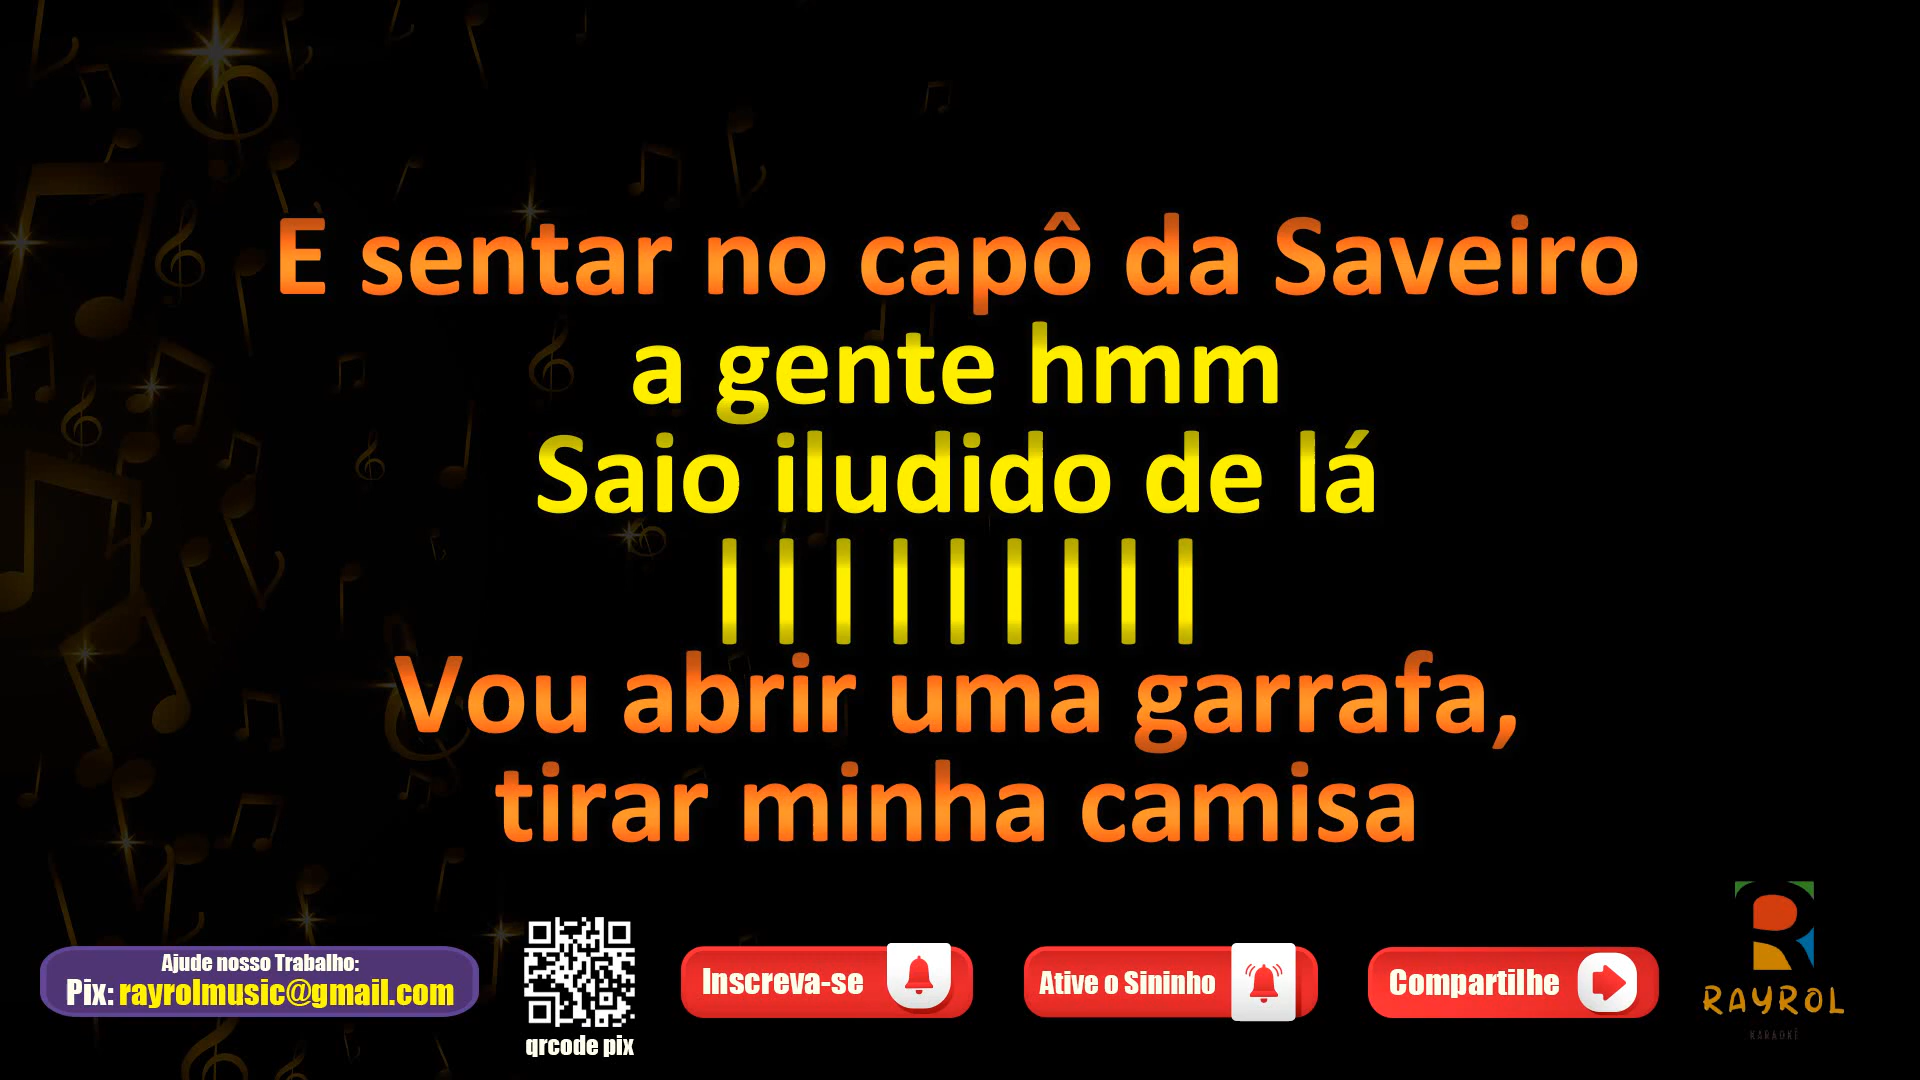 E sentar no capô da Saveiro
a gente hmm
Saio iludido de lá
| | | | | | | | |
Vou abrir uma garrafa,
tirar minha camisa
Ajude nosso Trabalho:
Pix: rayrolmusic@gmail.com
qrcode pix
Inscreva-se
Ative o Sininho
Compartilhe
RAYROL
KARAOKÊ